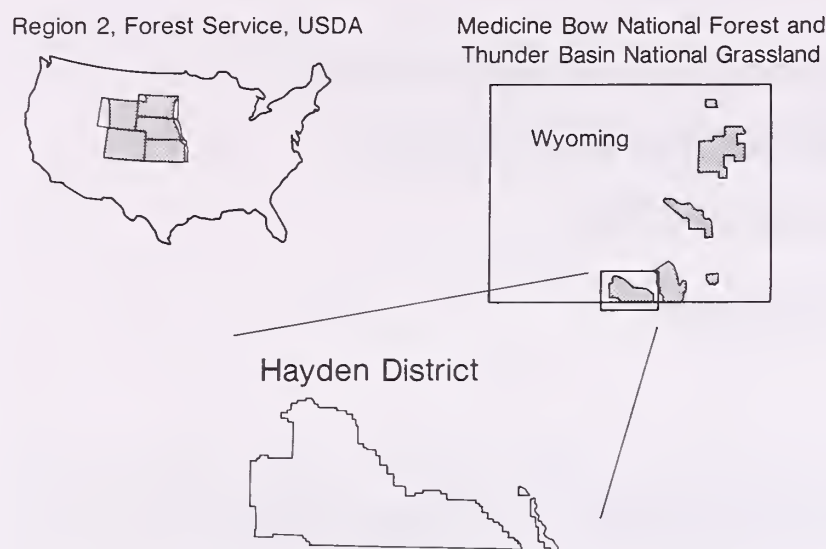 Region 2, Forest Service, USDA
Medicine Bow National Forest and
Thunder Basin National Grassland
Wyoming
Hayden District